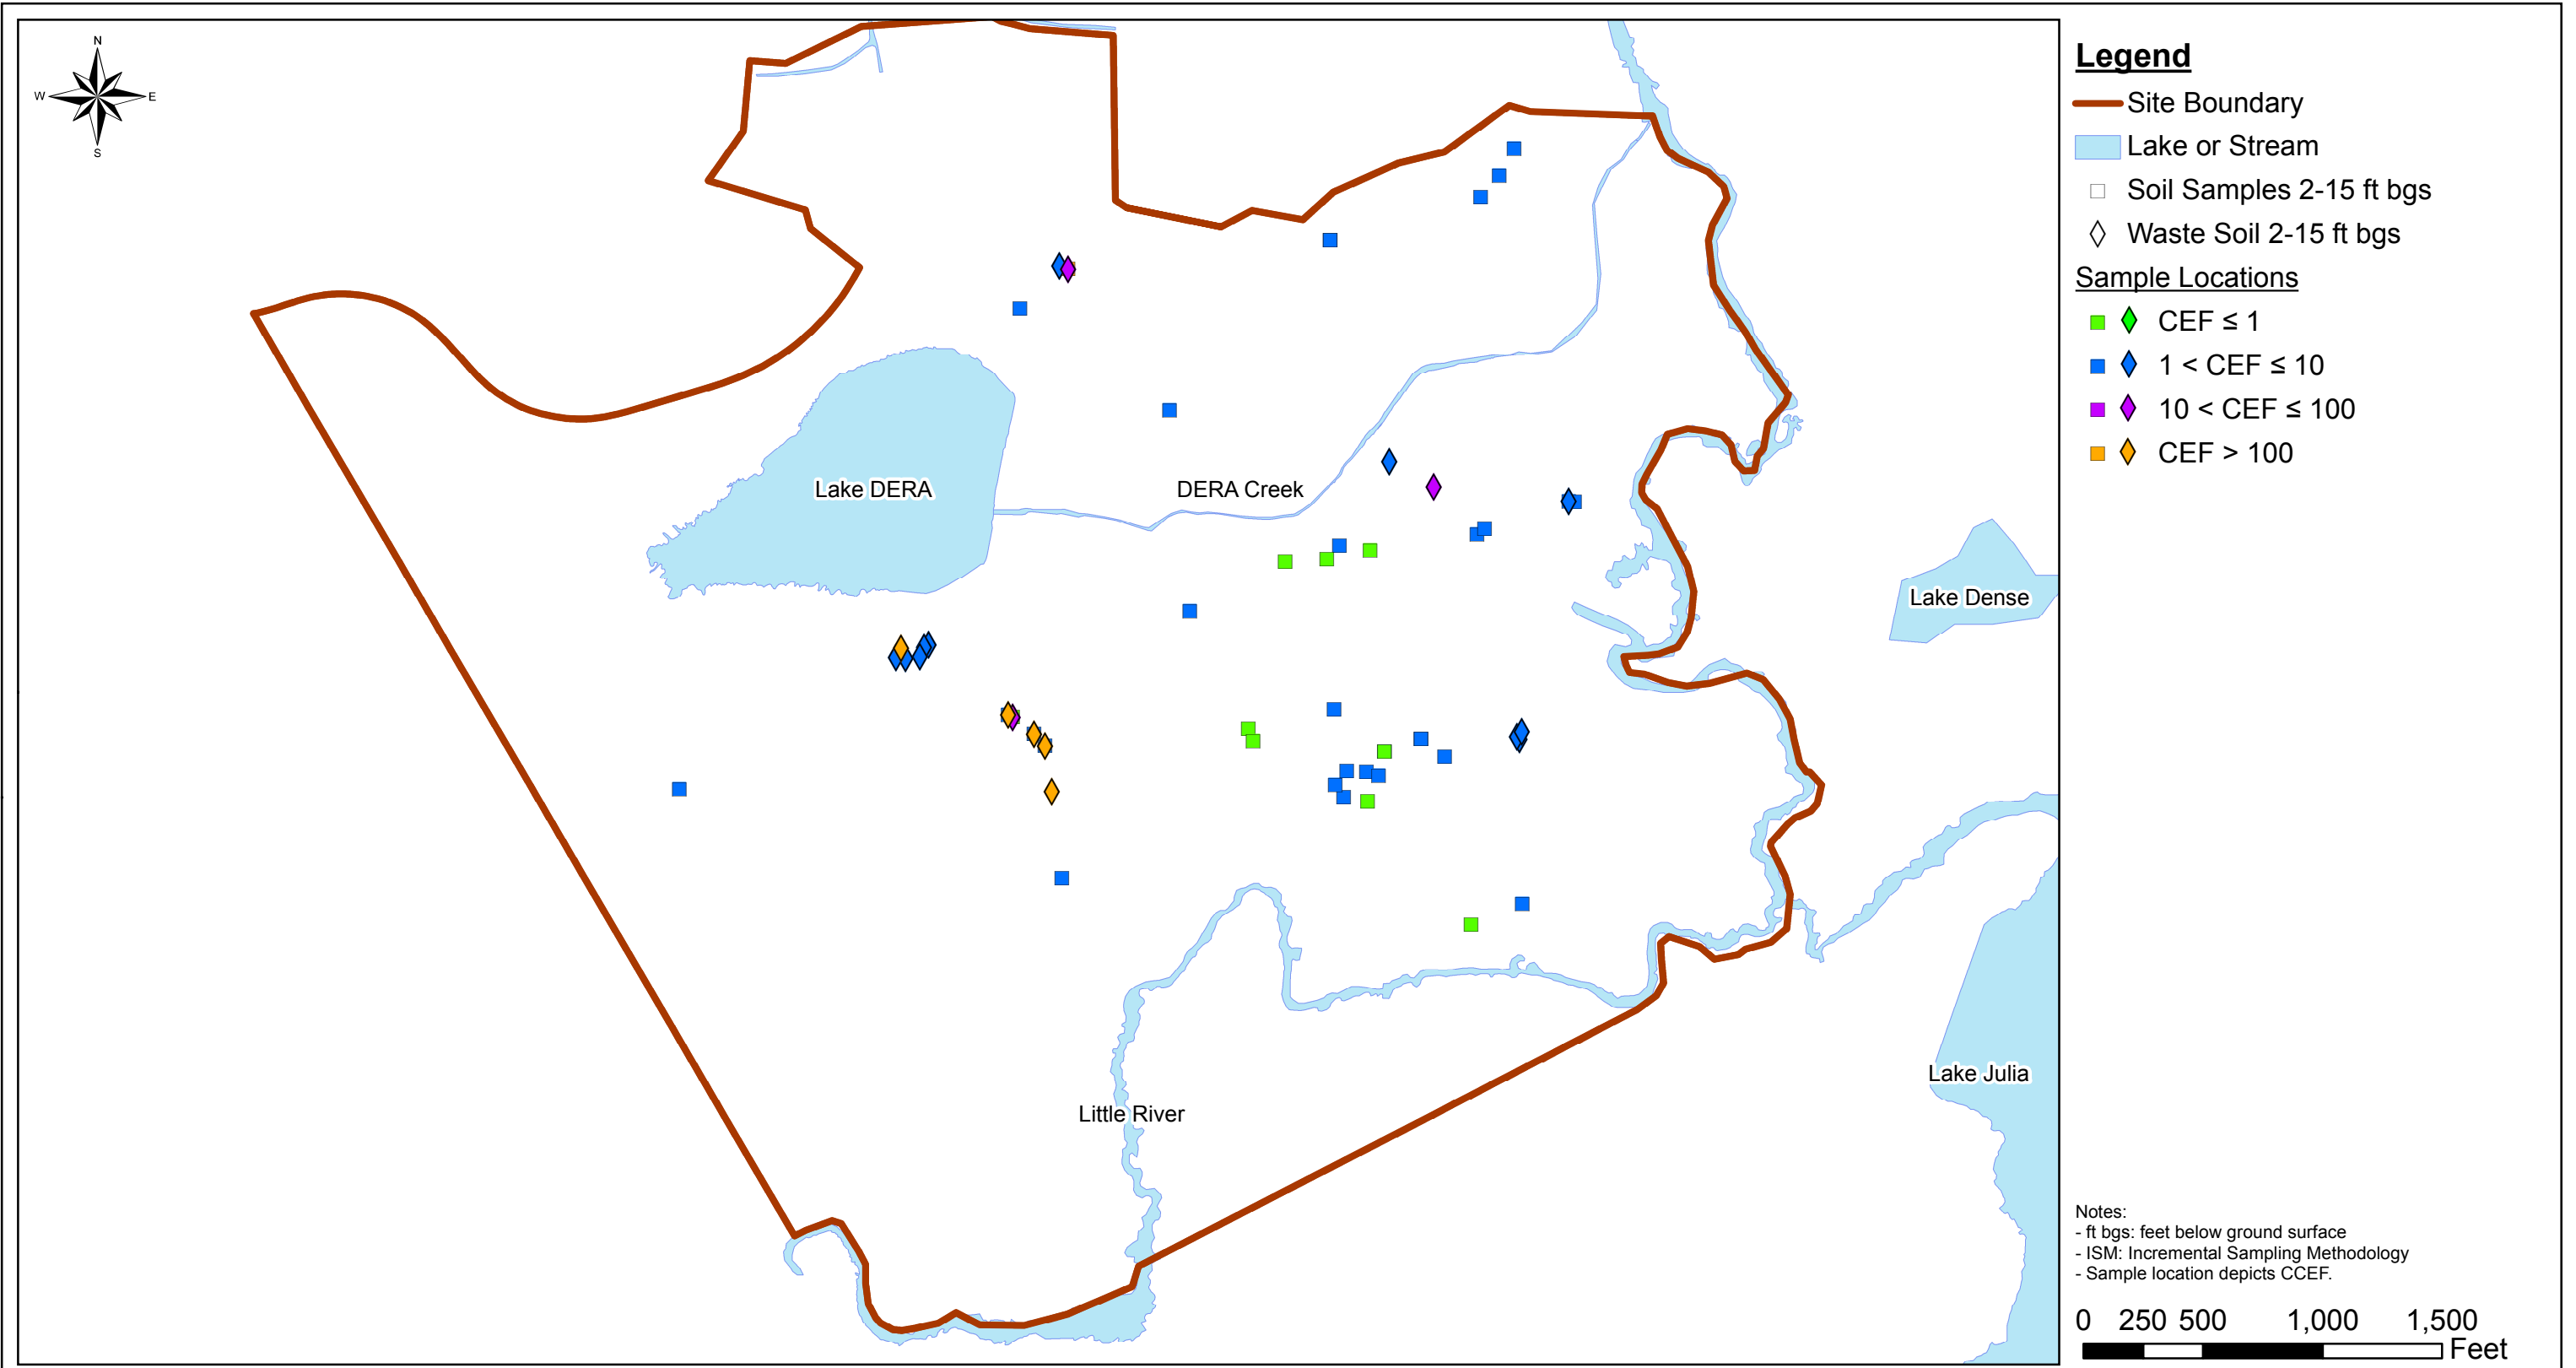 N
W E
S
Lake DERA
DERA Creek
Lake Dense
Lake Julia
Little River
Legend
Site Boundary
Lake or Stream
Soil Samples 2-15 ft bgs
Waste Soil 2-15 ft bgs
Sample Locations
CEF ≤ 1
1 < CEF ≤ 10
10 < CEF ≤ 100
CEF > 100
Notes:
- ft bgs: feet below ground surface
- ISM: Incremental Sampling Methodology
- Sample location depicts CCEF.
0 250 500 1,000 1,500
Feet